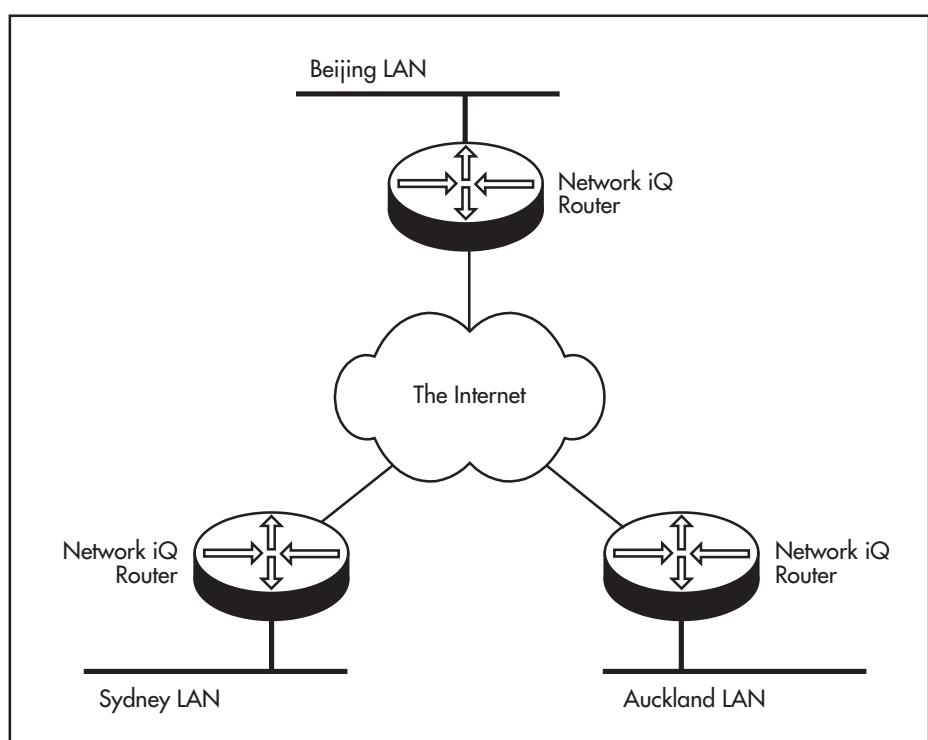 Beijing LAN
Network iQ
Router
The Internet
Network iQ
Router
Network iQ
Router
Sydney LAN
Auckland LAN